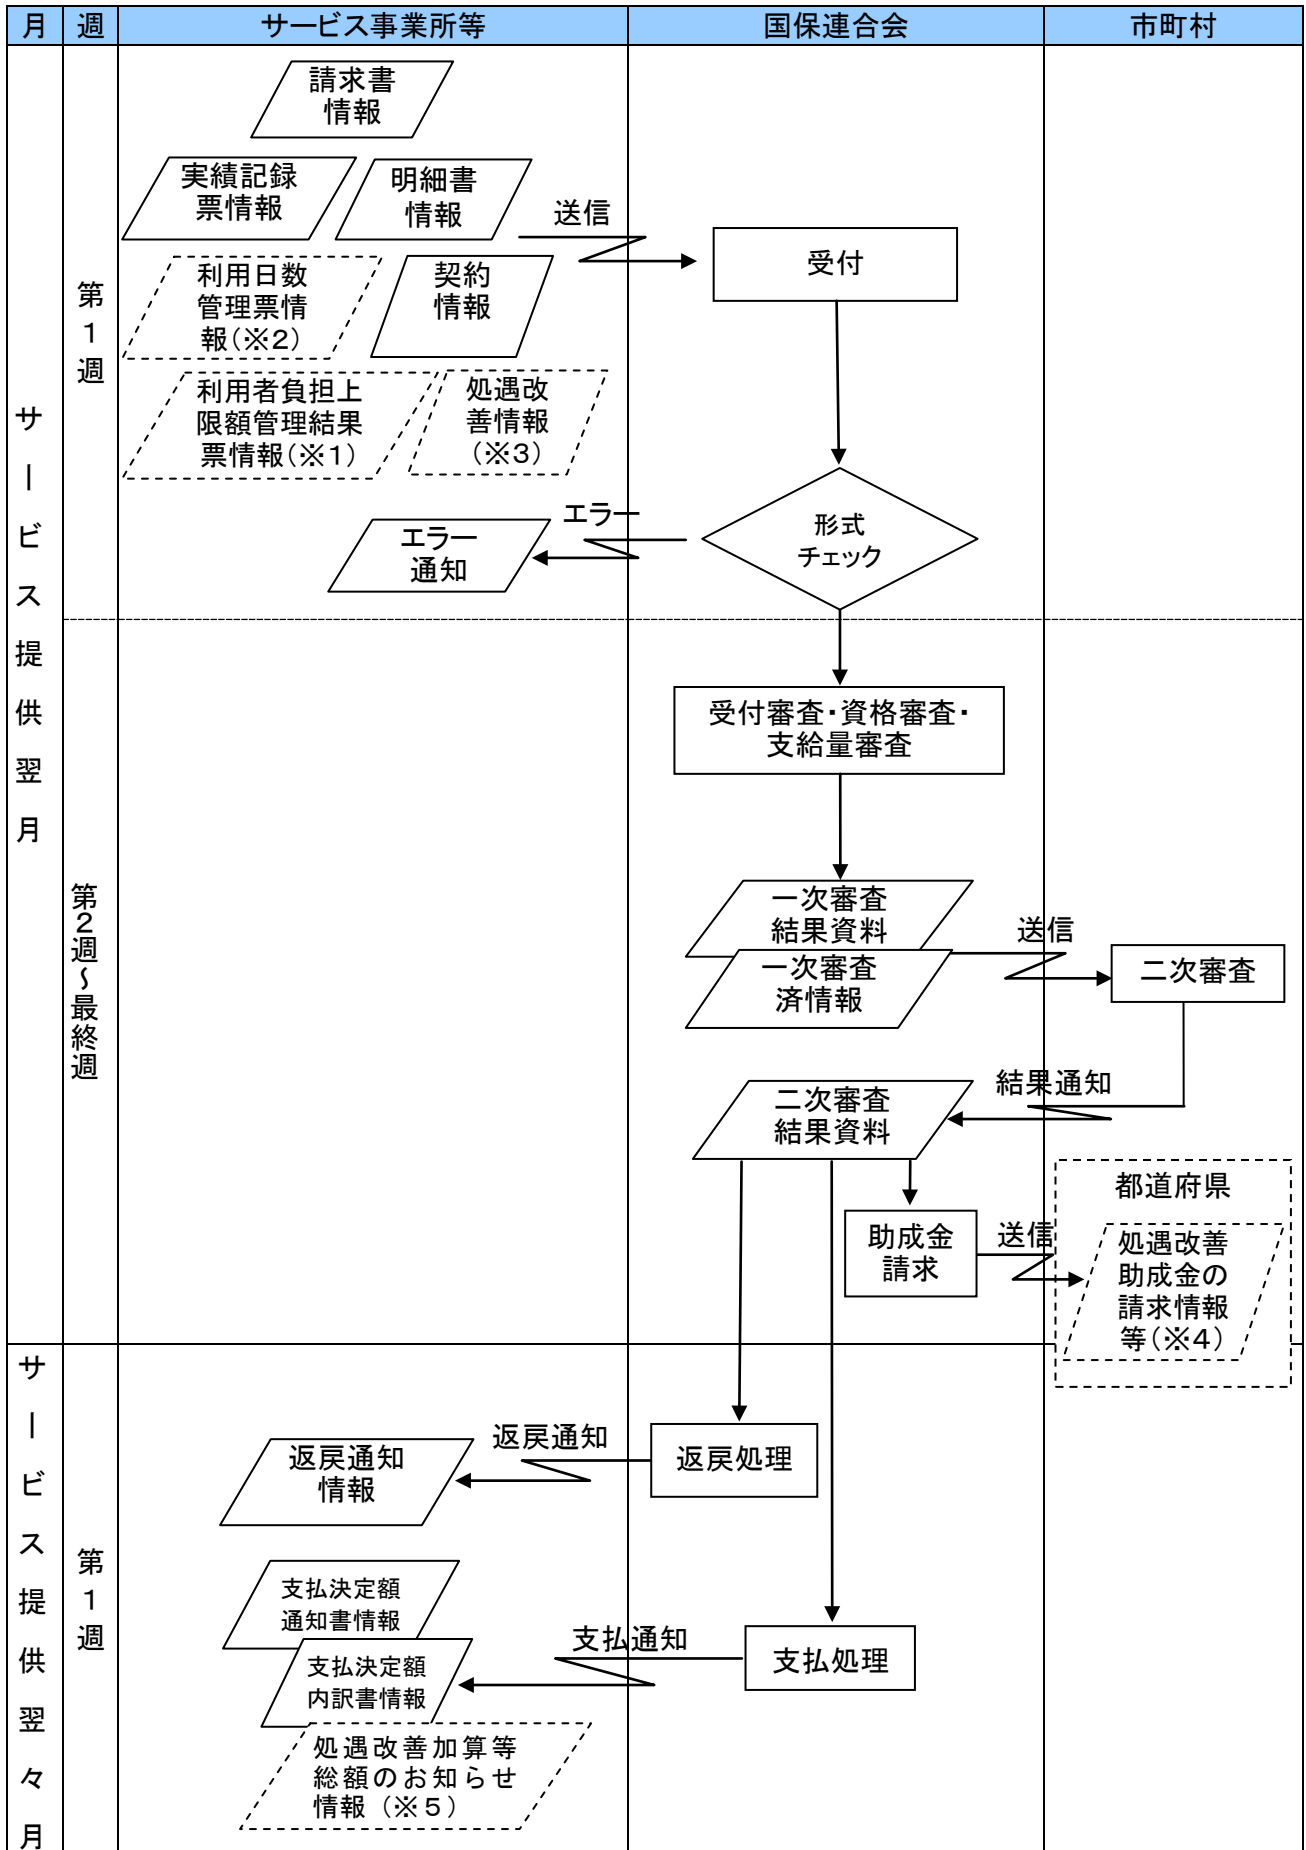 月 週 サービス事業所等 国保連合会 市町村
サービス提供翌月
第1週
請求書
情報
実績記録
票情報
明細書
情報
送信
受付
利用日数
管理票情
報(※2)
契約
情報
利用者負担上
限額管理結果
票情報(※1)
処遇改
善情報
(※3)
エラー
エラー
通知
形式
チェック
第2週～最終週
受付審査・資格審査・
支給量審査
一次審査
結果資料
一次審査
済情報
送信
二次審査
結果通知
二次審査
結果資料
助成金
請求
送信
都道府県
処遇改善
助成金の
請求情報
等(※4)
サービス提供翌々月
第1週
返戻処理
返戻通知
返戻通知
情報
支払処理
支払通知
支払決定額
通知書情報
支払決定額
内訳書情報
処遇改善加算等
総額のお知らせ
情報（※５）